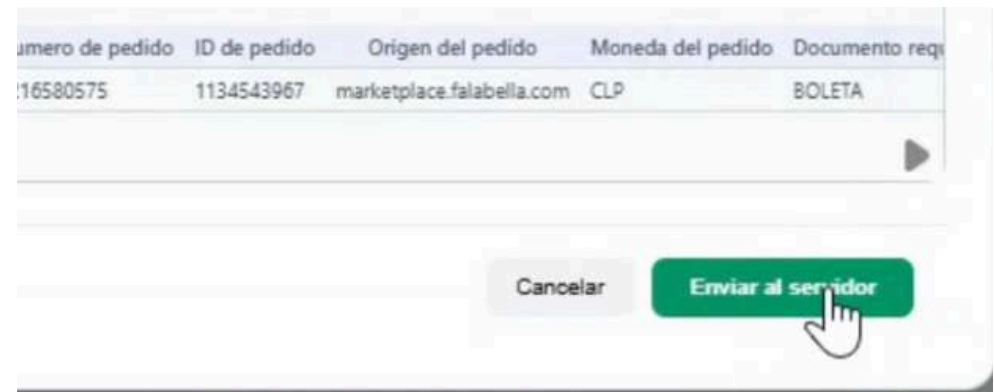 umero de pedido ID de pedido Origen del pedido Moneda del pedido Documento requ
16580575 1134543967 marketplace.falabella.com CLP BOLETA
Cancelar Enviar al servidor